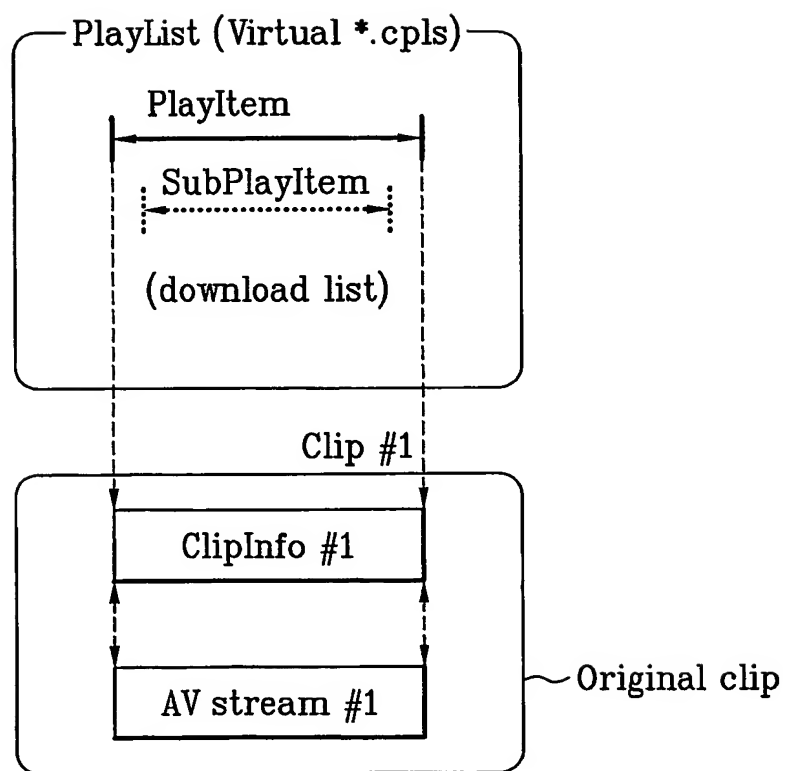 PlayList (Virtual *.cpls)
PlayItem
SubPlayItem
(download list)
Clip #1
ClipInfo #1
AV stream #1
Original clip